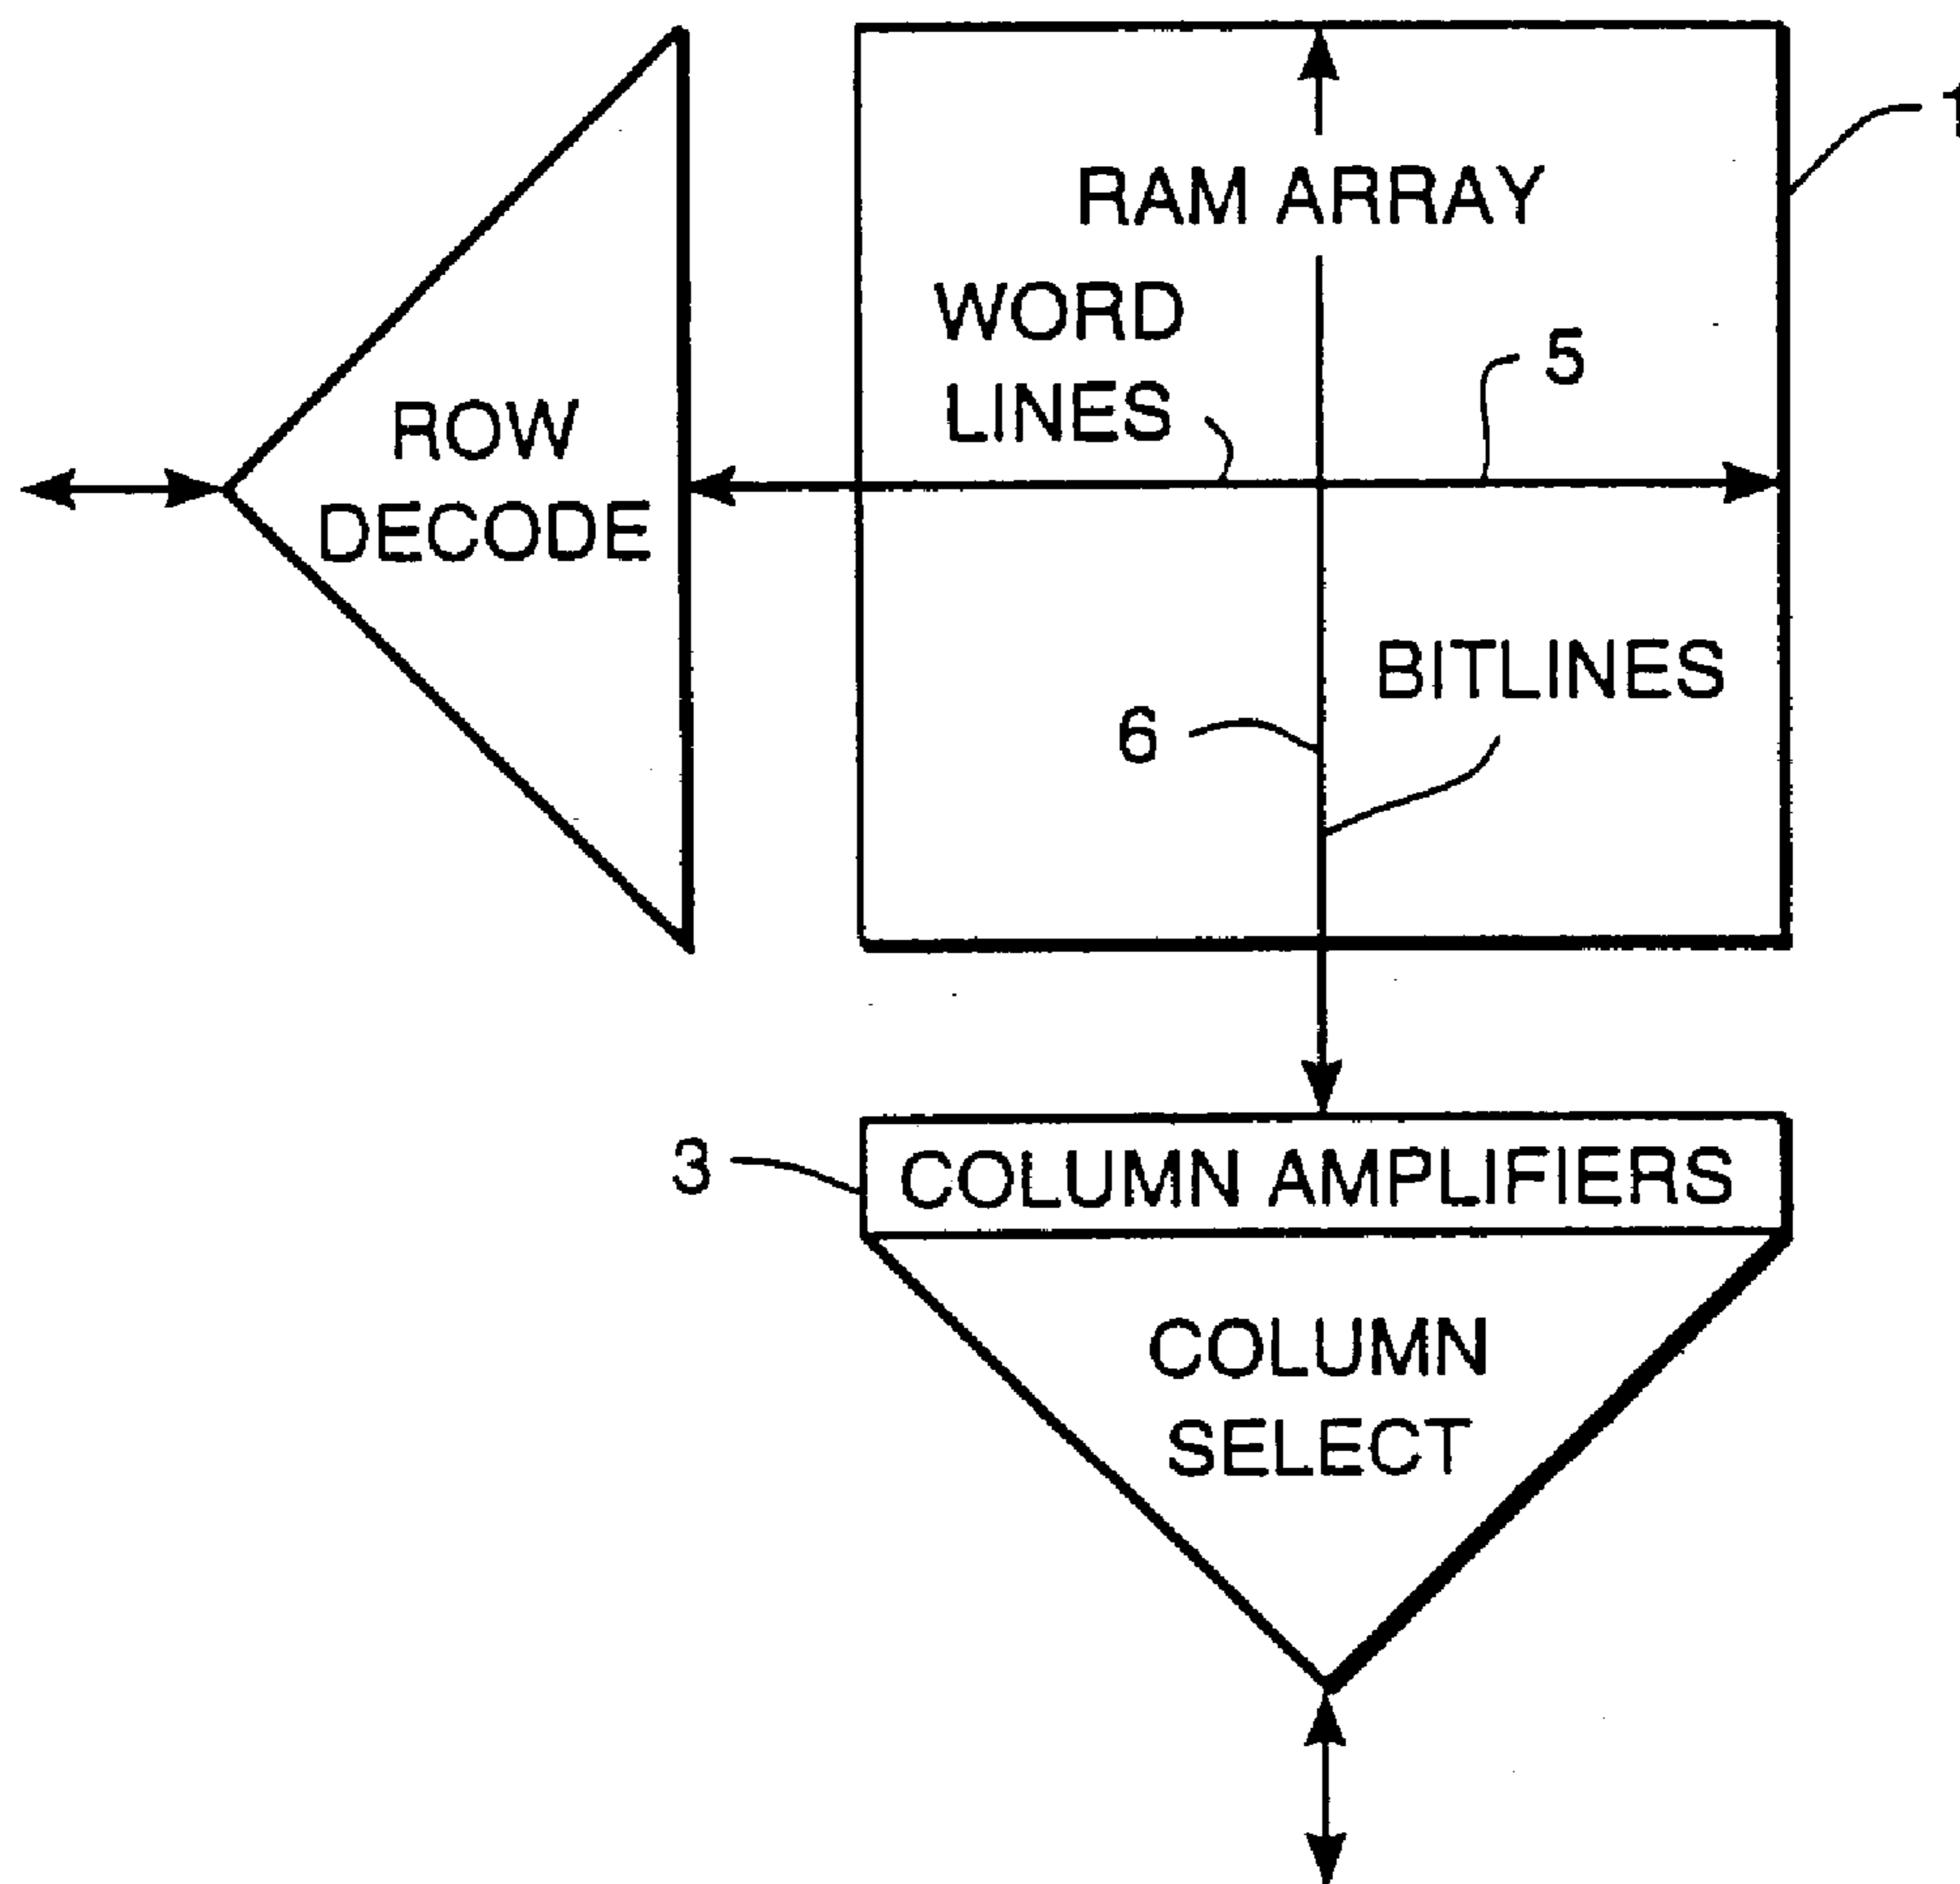 RAM ARRAY
WORD
LINES
5
ROW
DECODE
BITLINES
6
3
COLUMN AMPLIFIERS
COLUMN
SELECT